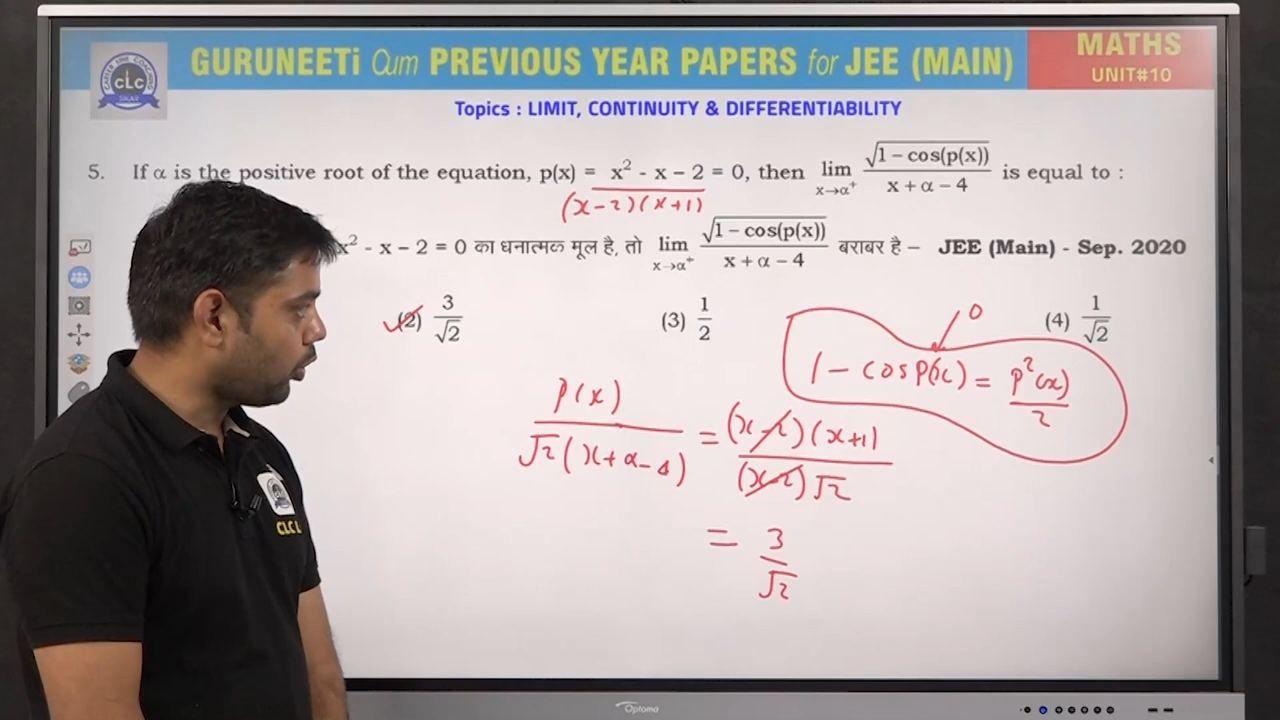 GURUNEETi Cum PREVIOUS YEAR PAPERS for JEE (MAIN)
MATHS
UNIT#10
CLC
SIKAR
Topics : LIMIT, CONTINUITY & DIFFERENTIABILITY
5. If α is the positive root of the equation, p(x) = x² - x – 2 = 0, then lim x→α⁺ √(1 – cos(p(x))) / (x + α – 4) is equal to :
(x-2)(x+1)
x² - x – 2 = 0 का धनात्मक मूल है, तो lim x→α⁺ √(1 – cos(p(x))) / (x + α – 4) बराबर है – JEE (Main) - Sep. 2020
(2) 3/√2 (3) 1/2 (4) 1/√2
0
1 - cos p(x) = p²(x)/2
p(x) / √2(x+α-4) = (x-2)(x+1) / (x-2)√2
= 3/√2
CLC
Optoma